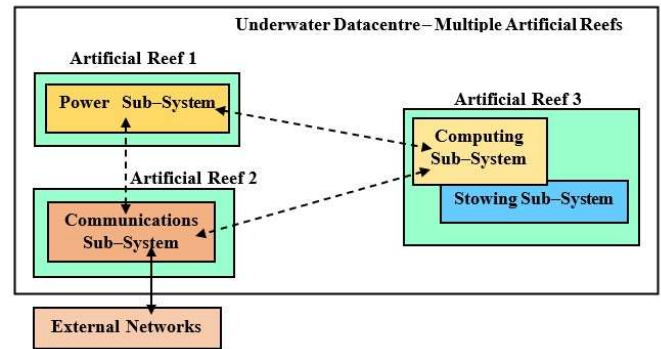 Underwater Datacentre – Multiple Artificial Reefs
Artificial Reef 1
Power Sub–System
Artificial Reef 3
Computing
Sub–System
Stowing Sub–System
Artificial Reef 2
Communications
Sub–System
External Networks